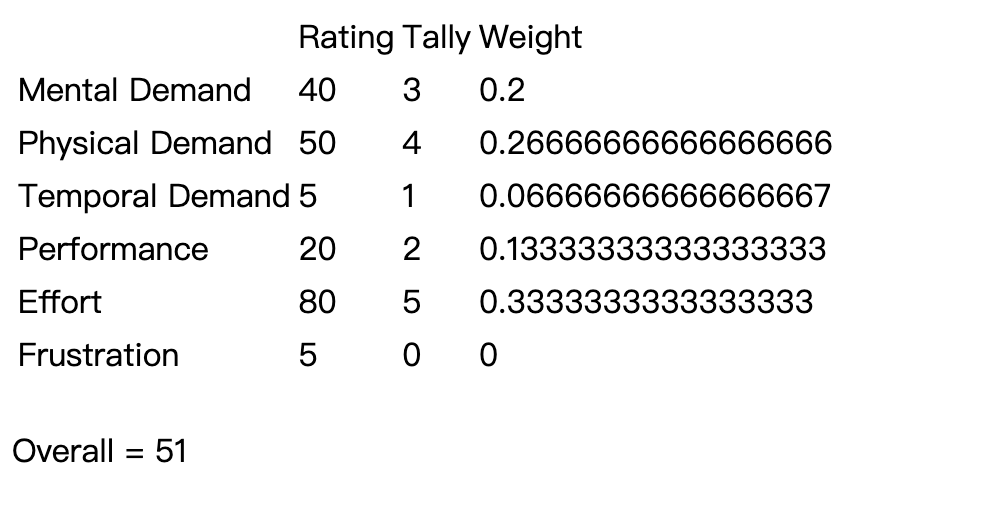 Rating Tally Weight
Mental Demand 40 3 0.2
Physical Demand 50 4 0.26666666666666666
Temporal Demand 5 1 0.06666666666666667
Performance 20 2 0.13333333333333333
Effort 80 5 0.3333333333333333
Frustration 5 0 0
Overall = 51